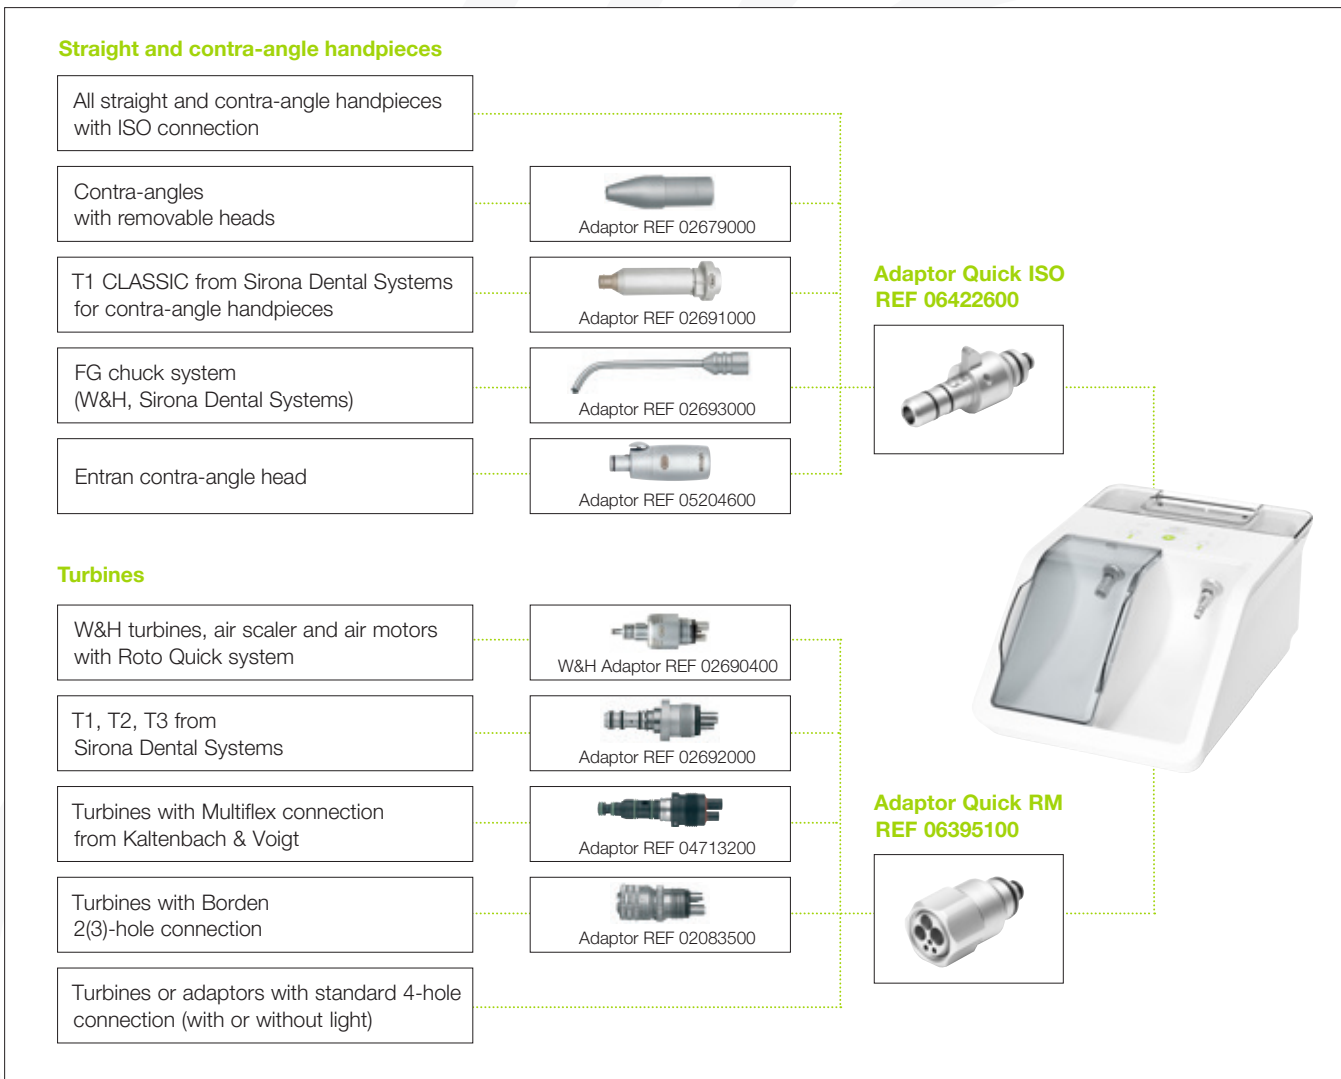 Straight and contra-angle handpieces
All straight and contra-angle handpieces
with ISO connection
Contra-angles
with removable heads
Adaptor REF 02679000
T1 CLASSIC from Sirona Dental Systems
for contra-angle handpieces
Adaptor REF 02691000
FG chuck system
(W&H, Sirona Dental Systems)
Adaptor REF 02693000
Entran contra-angle head
Adaptor REF 05204600
Adaptor Quick ISO
REF 06422600
Turbines
W&H turbines, air scaler and air motors
with Roto Quick system
W&H Adaptor REF 02690400
T1, T2, T3 from
Sirona Dental Systems
Adaptor REF 02692000
Turbines with Multiflex connection
from Kaltenbach & Voigt
Adaptor REF 04713200
Turbines with Borden
2(3)-hole connection
Adaptor REF 02083500
Turbines or adaptors with standard 4-hole
connection (with or without light)
Adaptor Quick RM
REF 06395100